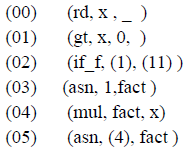 (00) (rd, x , _ )
(01) (gt, x, 0, )
(02) (if_f, (1), (11) )
(03) (asn, 1,fact )
(04) (mul, fact, x)
(05) (asn, (4), fact )